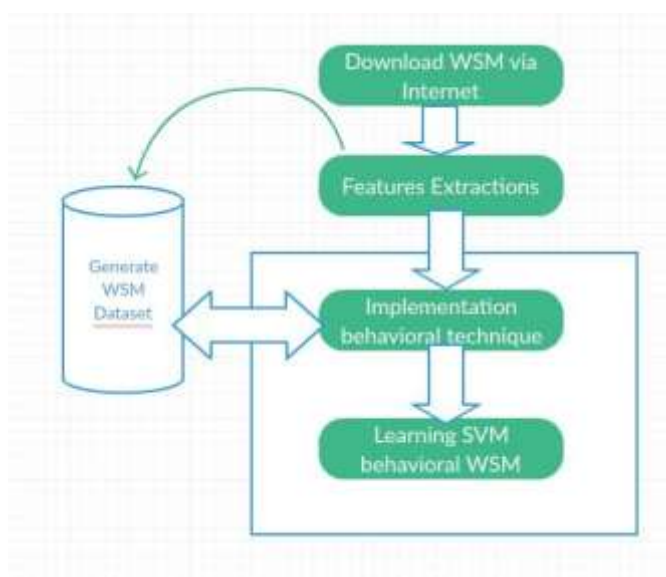 Download WSM via
Internet
Features Extractions
Generate
WSM
Dataset
Implementation
behavioral technique
Learning SVM
behavioral WSM